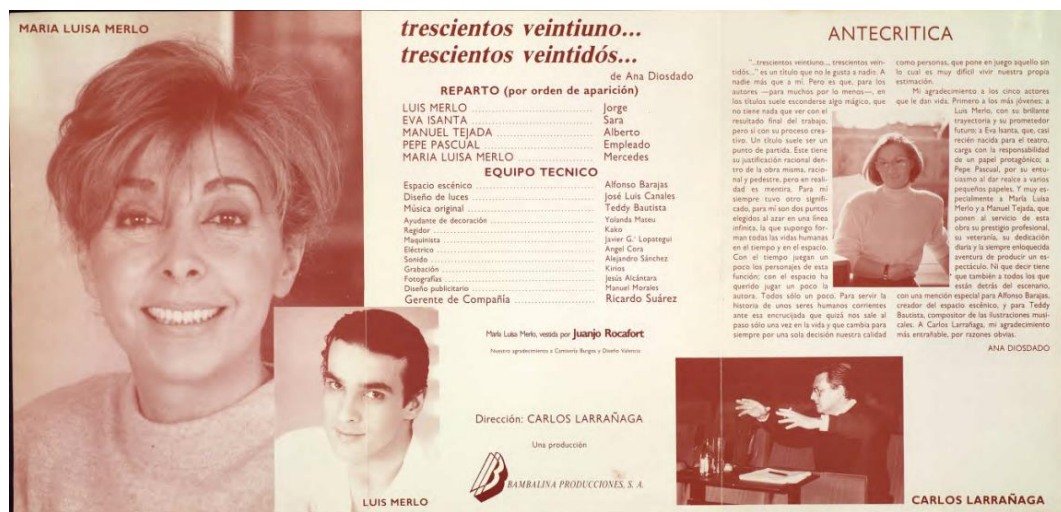 MARIA LUISA MERLO
LUIS MERLO
trescientos veintiuno...
trescientos veintidós...
de Ana Diosdado
REPARTO (por orden de aparición)
LUIS MERLO ........ Jorge
EVA ISANTA ........ Sara
MANUEL TEJADA ........ Alberto
PEPE PASCUAL ........ Empleado
MARIA LUISA MERLO ........ Mercedes
EQUIPO TECNICO
Espacio escénico ........ Alfonso Barajas
Diseño de luces ........ José Luis Canales
Música original ........ Teddy Bautista
Ayudante de decoración ........ Yolanda Mateu
Regidor ........ Kako
Maquinista ........ Javier G.ª Lopategui
Eléctrico ........ Angel Cora
Sonido ........ Alejandro Sánchez
Grabación ........ Kirios
Fotografías ........ Jesús Alcántara
Diseño publicitario ........ Manuel Morales
Gerente de Compañía ........ Ricardo Suárez
María Luisa Merlo, vestida por Juanjo Rocafort
Nuestro agradecimiento a Camisería Burgos y Diseño Valencia
Dirección: CARLOS LARRAÑAGA
Una producción
BAMBALINA PRODUCCIONES, S. A.
ANTECRITICA
"...trescientos veintiuno..., trescientos vein-
tidós..." es un título que no le gusta a nadie. A
nadie más que a mí. Pero es que, para los
autores —para muchos por lo menos—, en
los títulos suele esconderse algo mágico, que
no tiene nada que ver con el
resultado final del trabajo,
pero sí con su proceso crea-
tivo. Un título suele ser un
punto de partida. Este tiene
su justificación racional den-
tro de la obra misma, racio-
nal y pedestre, pero en reali-
dad es mentira. Para mí
siempre tuvo otro signifi-
cado, para mí son dos puntos
elegidos al azar en una línea
infinita, la que supongo for-
man todas las vidas humanas
en el tiempo y en el espacio.
Con el tiempo juegan un
poco los personajes de esta
función; con el espacio ha
querido jugar un poco la
autora. Todos sólo un poco. Para servir la
historia de unos seres humanos corrientes
ante esa encrucijada que quizá nos sale al
paso sólo una vez en la vida y que cambia para
siempre por una sola decisión nuestra calidad
como personas, que pone en juego aquello sin
lo cual es muy difícil vivir nuestra propia
estimación.
Mi agradecimiento a los cinco actores
que le dan vida. Primero a los más jóvenes: a
Luis Merlo, con su brillante
trayectoria y su prometedor
futuro; a Eva Isanta, que, casi
recién nacida para el teatro,
carga con la responsabilidad
de un papel protagónico; a
Pepe Pascual, por su entu-
siasmo al dar realce a varios
pequeños papeles. Y muy es-
pecialmente a María Luisa
Merlo y a Manuel Tejada, que
ponen al servicio de esta
obra su prestigio profesional,
su veteranía, su dedicación
diaria y la siempre enloquecida
aventura de producir un es-
pectáculo. Ni que decir tiene
que también a todos los que
están detrás del escenario,
con una mención especial para Alfonso Barajas,
creador del espacio escénico, y para Teddy
Bautista, compositor de las ilustraciones musi-
cales. A Carlos Larrañaga, mi agradecimiento
más entrañable, por razones obvias.
ANA DIOSDADO
CARLOS LARRAÑAGA